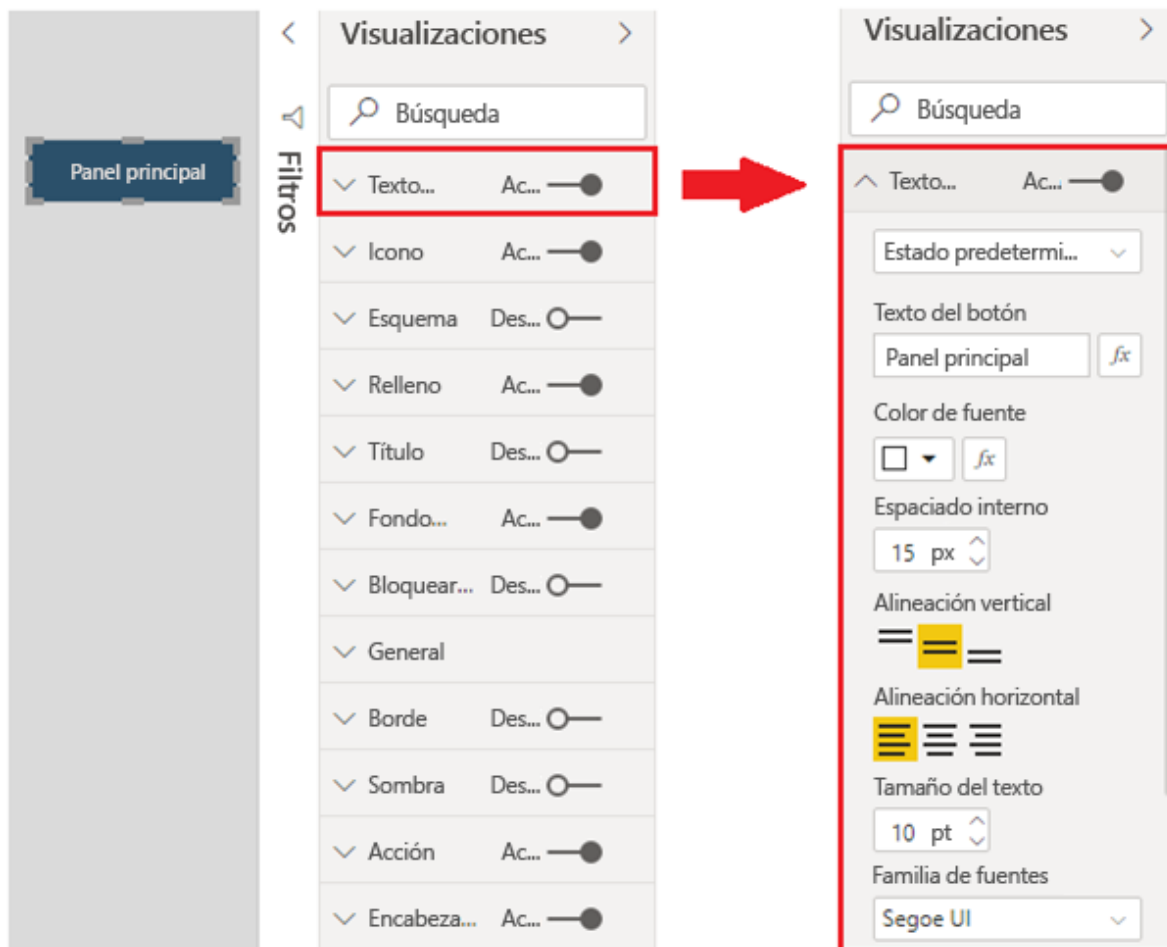 Panel principal
Filtros
Visualizaciones
Búsqueda
Texto... Ac...
Icono Ac...
Esquema Des...
Relleno Ac...
Título Des...
Fondo... Ac...
Bloquear... Des...
General
Borde Des...
Sombra Des...
Acción Ac...
Encabeza... Ac...
Visualizaciones
Búsqueda
Texto... Ac...
Estado predetermi...
Texto del botón
Panel principal fx
Color de fuente
fx
Espaciado interno
15 px
Alineación vertical
Alineación horizontal
Tamaño del texto
10 pt
Familia de fuentes
Segoe UI